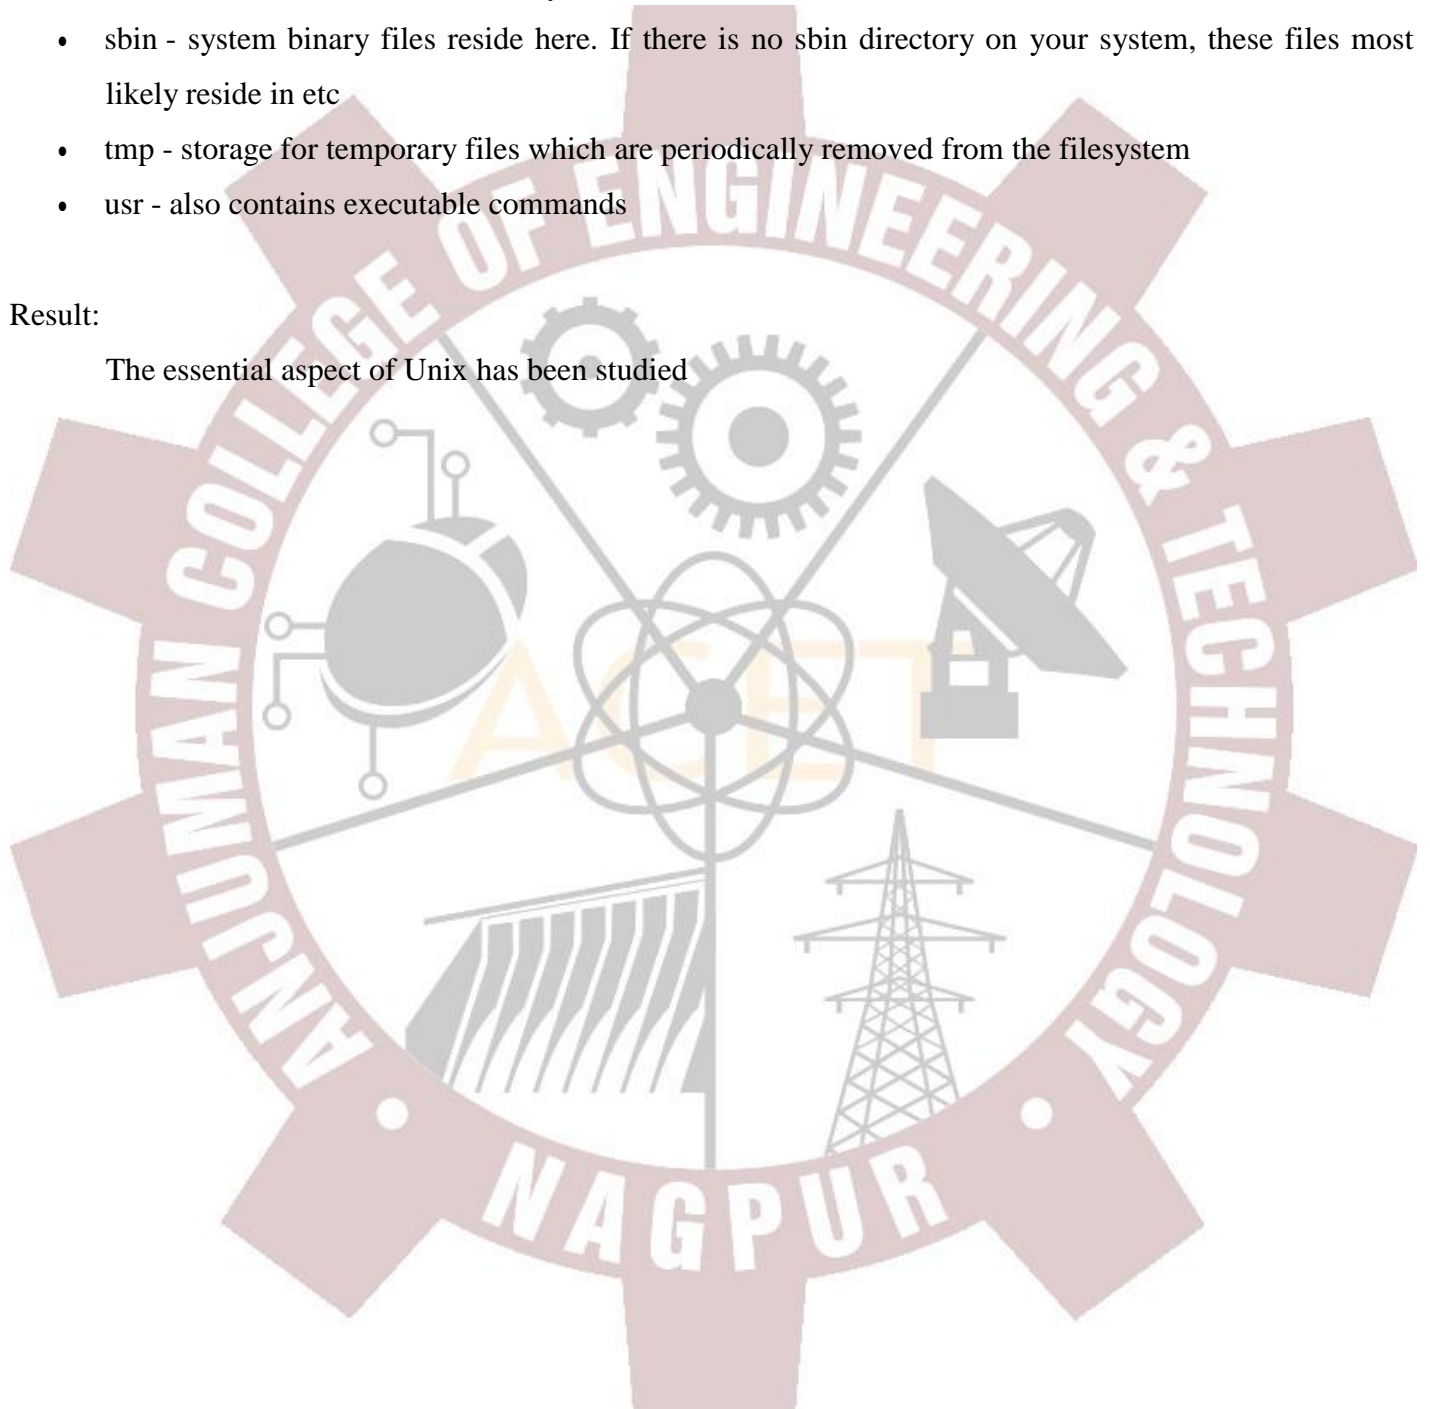 • sbin - system binary files reside here. If there is no sbin directory on your system, these files most
likely reside in etc
• tmp - storage for temporary files which are periodically removed from the filesystem
• usr - also contains executable commands
Result:
The essential aspect of Unix has been studied
ANJUMAN COLLEGE OF ENGINEERING & TECHNOLOGY
ACET
• NAGPUR •